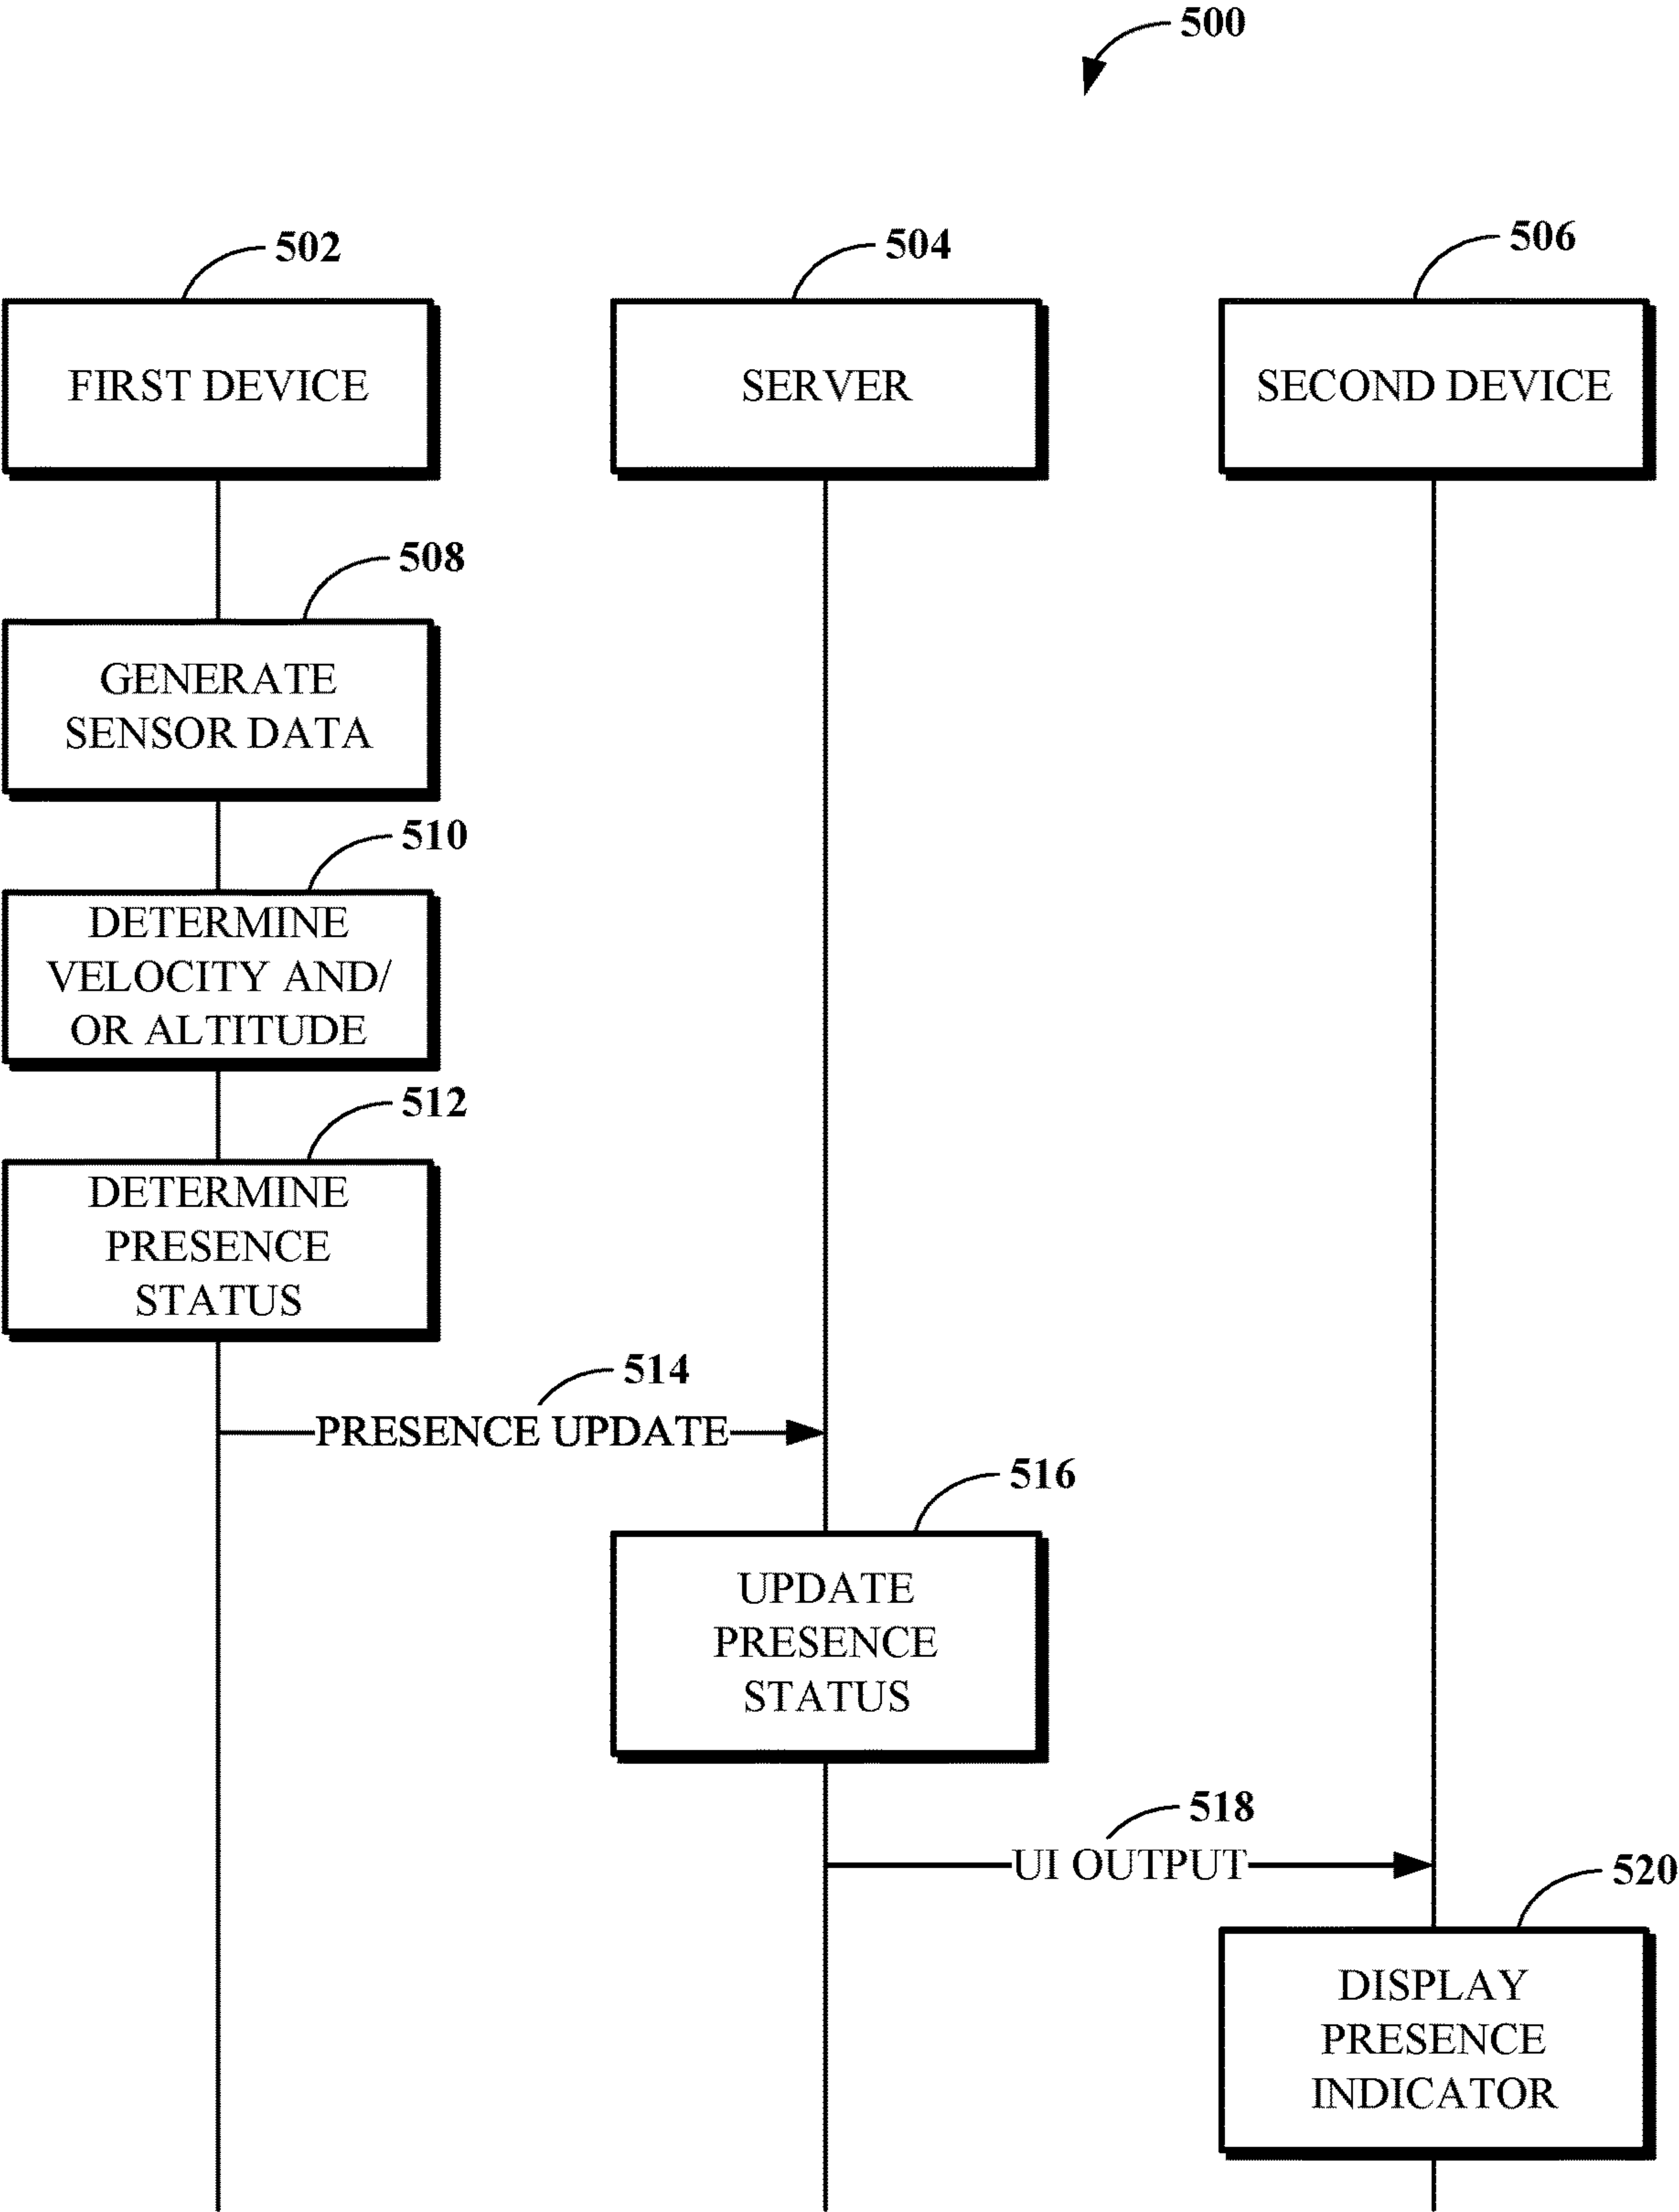 500
502
504
506
FIRST DEVICE
SERVER
SECOND DEVICE
508
GENERATE
SENSOR DATA
510
DETERMINE
VELOCITY AND/
OR ALTITUDE
512
DETERMINE
PRESENCE
STATUS
514
PRESENCE UPDATE
516
UPDATE
PRESENCE
STATUS
518
UI OUTPUT
520
DISPLAY
PRESENCE
INDICATOR